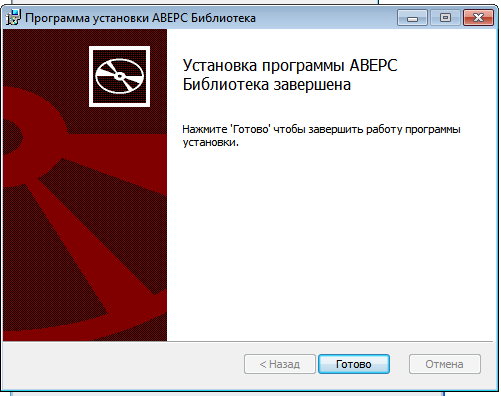 Программа установки АВЕРС Библиотека
Установка программы АВЕРС
Библиотека завершена
Нажмите 'Готово' чтобы завершить работу программы
установки.
< Назад
Готово
Отмена